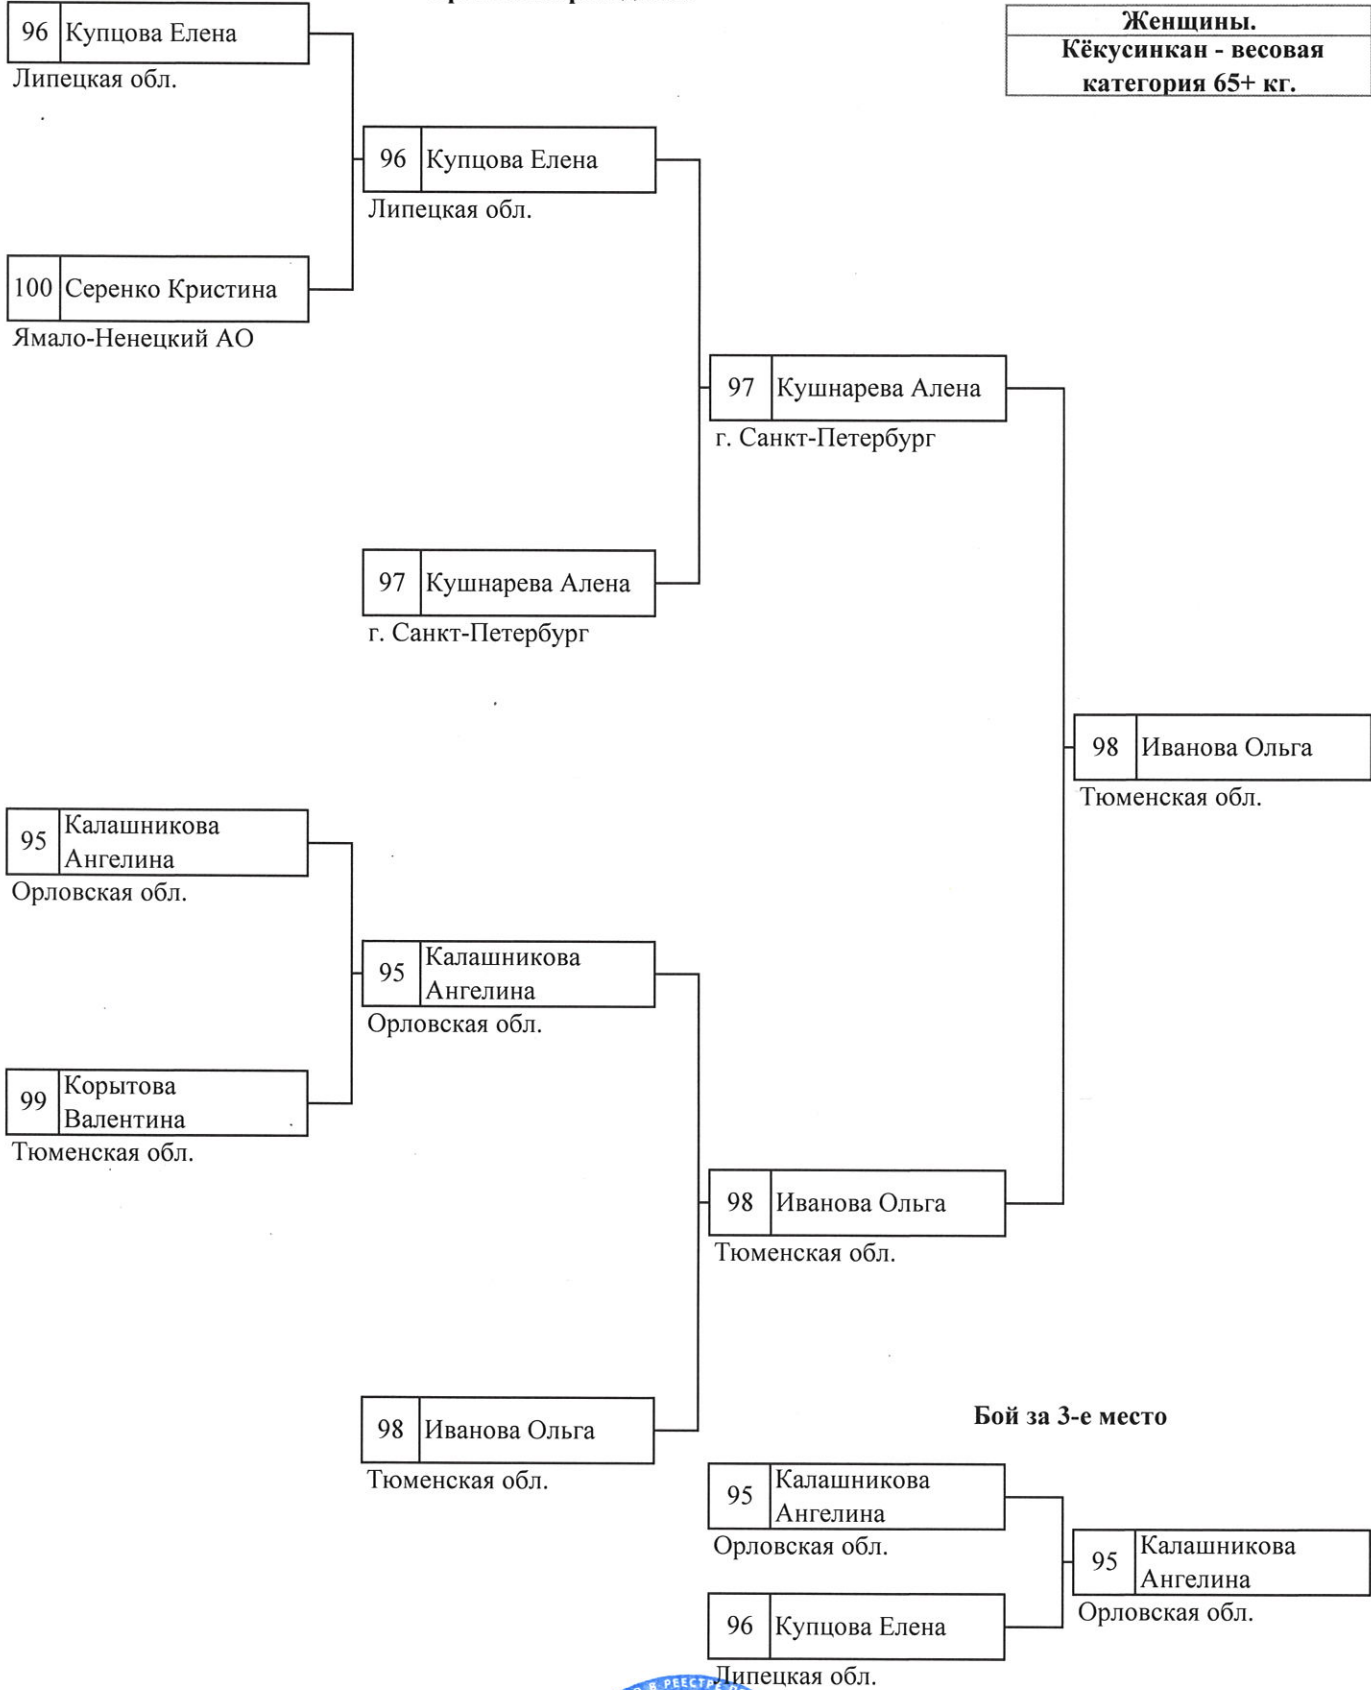 Женщины.
Кёкусинкан - весовая
категория 65+ кг.
96 Купцова Елена
Липецкая обл.
96 Купцова Елена
Липецкая обл.
100 Серенко Кристина
Ямало-Ненецкий АО
97 Кушнарева Алена
г. Санкт-Петербург
97 Кушнарева Алена
г. Санкт-Петербург
98 Иванова Ольга
Тюменская обл.
95 Калашникова
Ангелина
Орловская обл.
95 Калашникова
Ангелина
Орловская обл.
99 Корытова
Валентина
Тюменская обл.
98 Иванова Ольга
Тюменская обл.
98 Иванова Ольга
Тюменская обл.
Бой за 3-е место
95 Калашникова
Ангелина
Орловская обл.
95 Калашникова
Ангелина
Орловская обл.
96 Купцова Елена
Липецкая обл.
В РЕЕСТРЕ